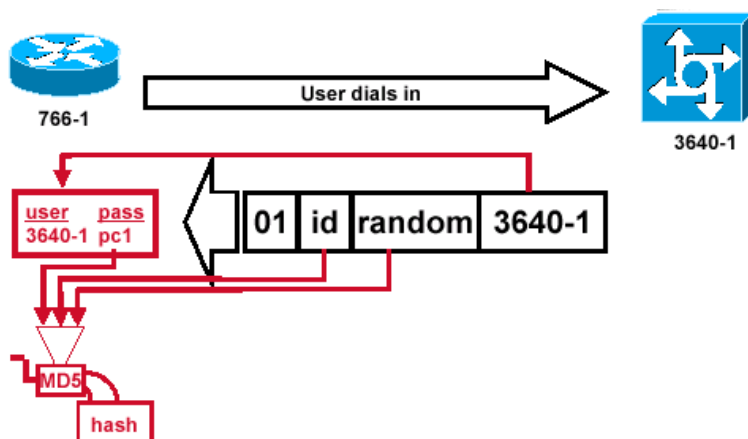 User dials in
766-1
3640-1
user pass
3640-1 pc1
01 id random 3640-1
MD5
hash